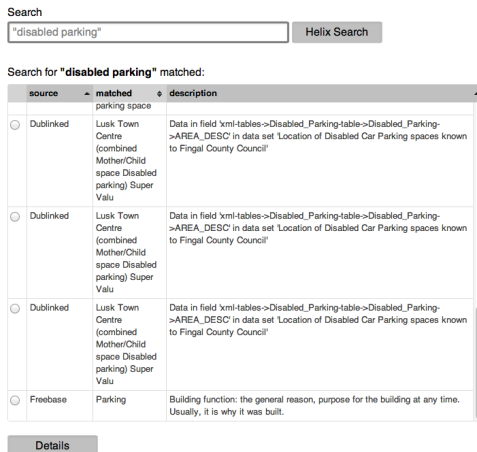 Search
"disabled parking"
Helix Search
Search for "disabled parking" matched:
source matched description
parking space
Dublinked
Lusk Town
Centre
(combined
Mother/Child
space Disabled
parking) Super
Valu
Data in field 'xml-tables->Disabled_Parking-table->Disabled_Parking-
>AREA_DESC' in data set 'Location of Disabled Car Parking spaces known
to Fingal County Council'
Dublinked
Lusk Town
Centre
(combined
Mother/Child
space Disabled
parking) Super
Valu
Data in field 'xml-tables->Disabled_Parking-table->Disabled_Parking-
>AREA_DESC' in data set 'Location of Disabled Car Parking spaces known
to Fingal County Council'
Dublinked
Lusk Town
Centre
(combined
Mother/Child
space Disabled
parking) Super
Valu
Data in field 'xml-tables->Disabled_Parking-table->Disabled_Parking-
>AREA_DESC' in data set 'Location of Disabled Car Parking spaces known
to Fingal County Council'
Freebase
Parking
Building function: the general reason, purpose for the building at any time.
Usually, it is why it was built.
Details